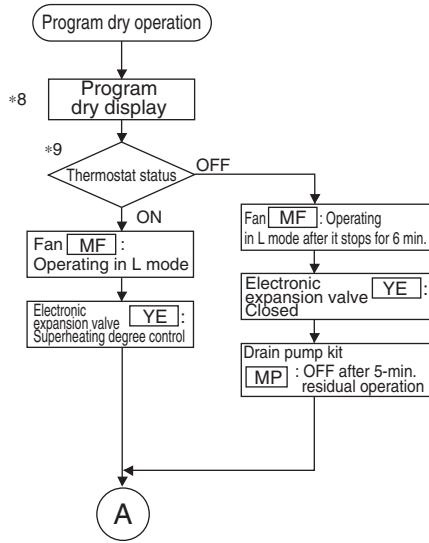 Program dry operation
*8
Program
dry display
*9
Thermostat status
OFF
ON
Fan MF :
Operating in L mode
Electronic
expansion valve YE :
Superheating degree control
Fan MF : Operating
in L mode after it stops for 6 min.
Electronic
expansion valve YE :
Closed
Drain pump kit
MP : OFF after 5-min.
residual operation
A